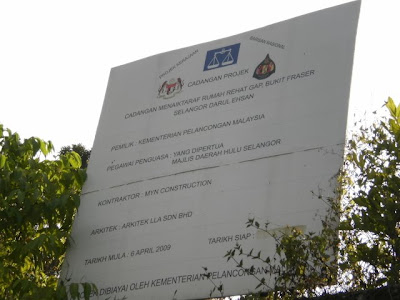 CADANGAN PROJEK
CADANGAN MENAIKTARAF RUMAH REHAT GAP, BUKIT FRASER
SELANGOR DARUL EHSAN
PEMILIK : KEMENTERIAN PELANCONGAN MALAYSIA
PEGAWAI PENGUASA : YANG DIPERTUA
MAJLIS DAERAH HULU SELANGOR
KONTRAKTOR : MYN CONSTRUCTION
ARKITEK : ARKITEK LLA SDN BHD
TARIKH MULA : 9 APRIL 2009 TARIKH SIAP :
DIBIAYAI OLEH KEMENTERIAN PELANCONGAN